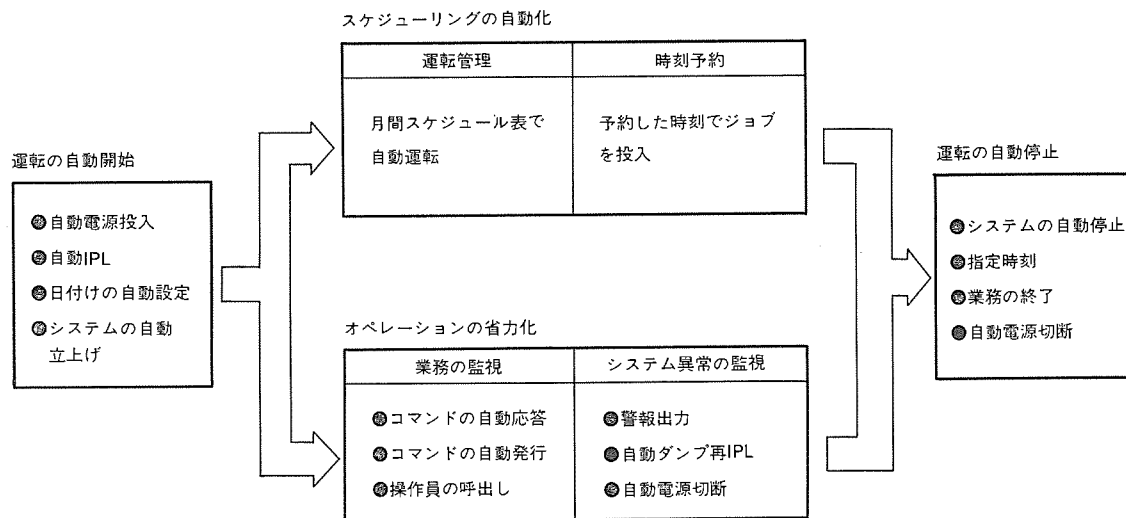 スケジューリングの自動化
運転管理
時刻予約
月間スケジュール表で
自動運転
予約した時刻でジョブ
を投入
運転の自動開始
自動電源投入
自動IPL
日付けの自動設定
システムの自動
立上げ
オペレーションの省力化
業務の監視
システム異常の監視
コマンドの自動応答
コマンドの自動発行
操作員の呼出し
警報出力
自動ダンプ再IPL
自動電源切断
運転の自動停止
システムの自動停止
指定時刻
業務の終了
自動電源切断